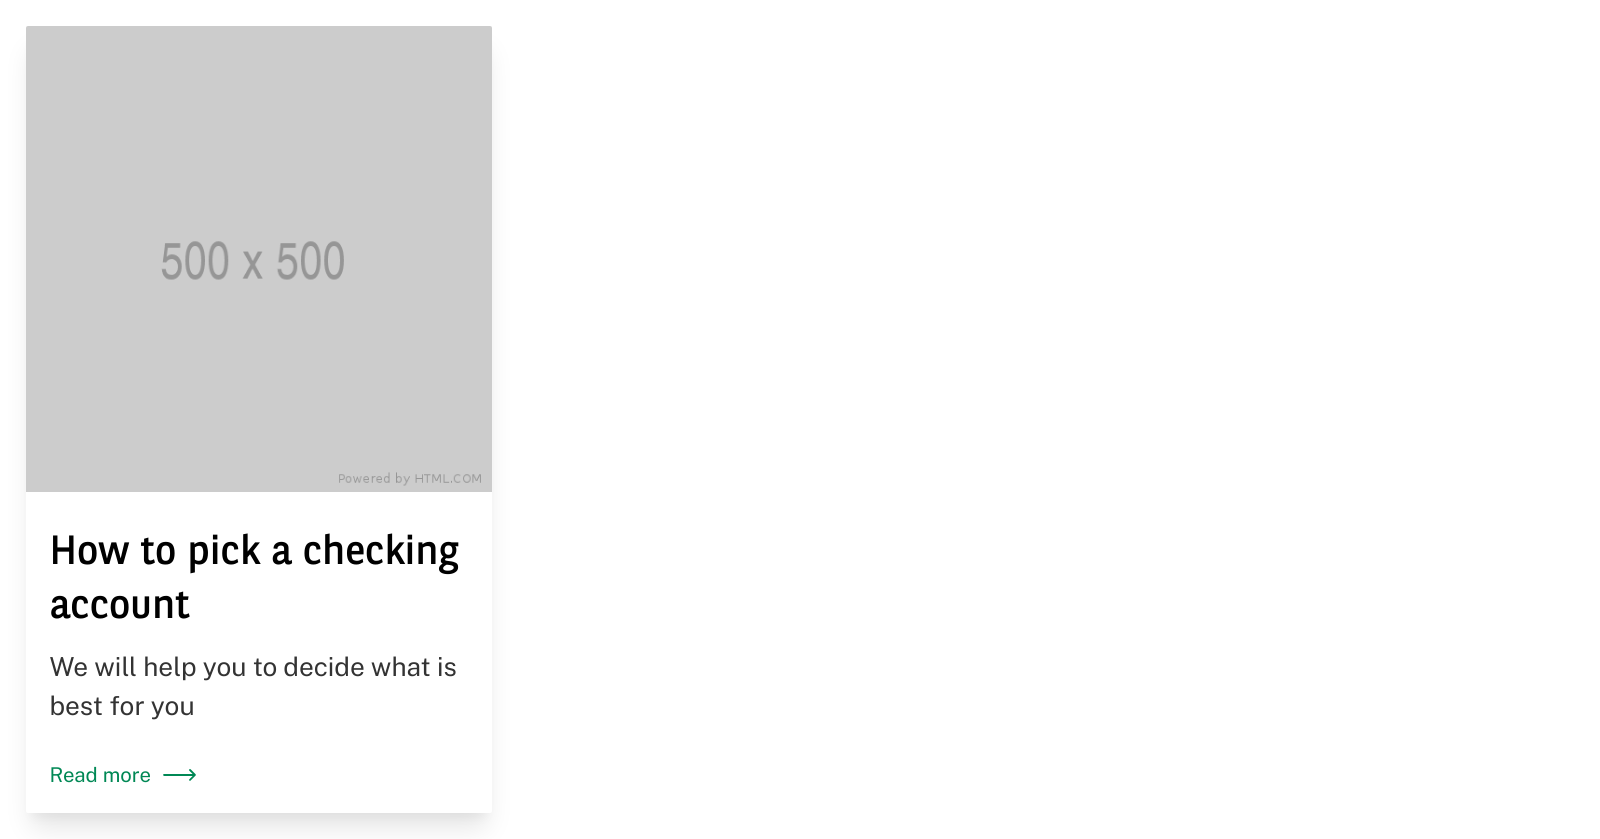 500 x 500
Powered by HTML.COM
How to pick a checking
account
We will help you to decide what is
best for you
Read more